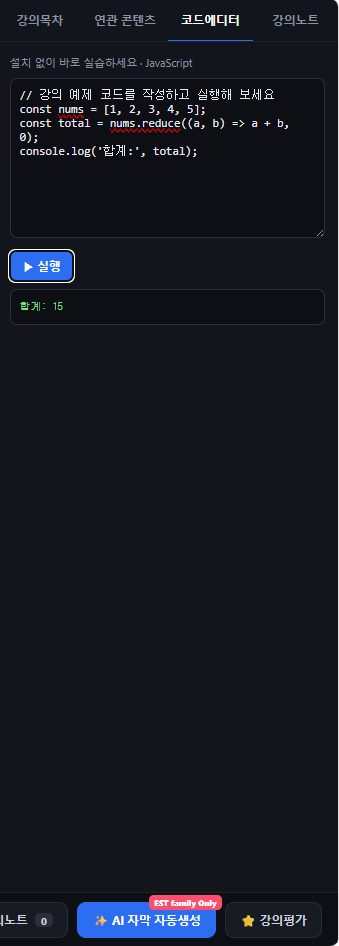 강의목차 연관 콘텐츠 코드에디터 강의노트
설치 없이 바로 실습하세요 · JavaScript
// 강의 예제 코드를 작성하고 실행해 보세요
const nums = [1, 2, 3, 4, 5];
const total = nums.reduce((a, b) => a + b,
0);
console.log('합계:', total);
▶ 실행
합계: 15
EST family Only
노트 0 ✨ AI 자막 자동생성 ⭐ 강의평가